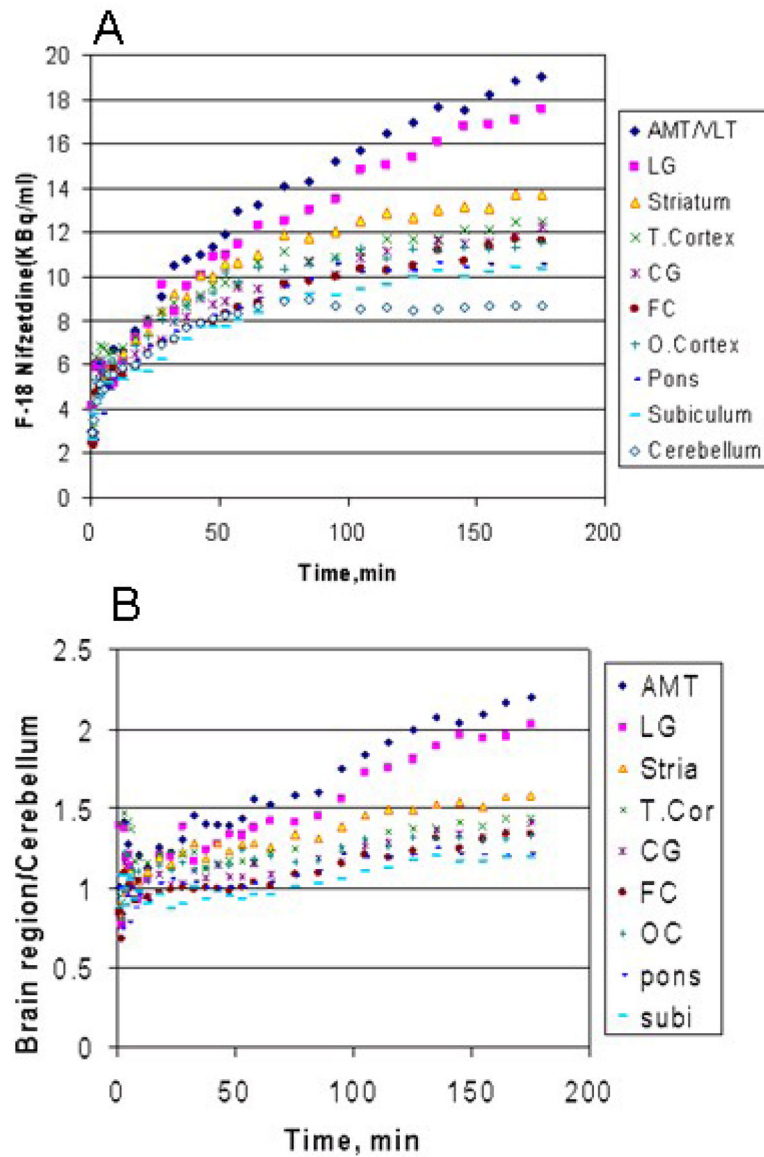 A
20
18
16
14
12
10
8
6
4
2
0
F-18 Nifzetdine(KBq/ml)
0 50 100 150 200
Time,min
AMT/VLT
LG
Striatum
T.Cortex
CG
FC
O.Cortex
Pons
Subiculum
Cerebellum
B
2.5
2
1.5
1
0.5
0
Brain region/Cerebellum
0 50 100 150 200
Time, min
AMT
LG
Stria
T.Cor
CG
FC
OC
pons
subi